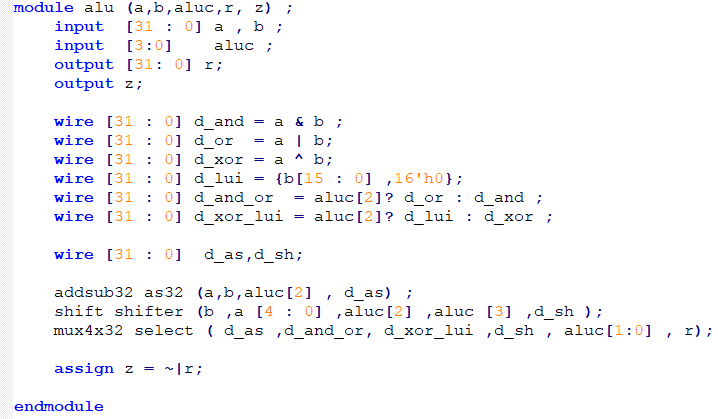 module alu (a,b,aluc,r, z) ;
input [31 : 0] a , b ;
input [3:0] aluc ;
output [31: 0] r;
output z;
wire [31 : 0] d_and = a & b ;
wire [31 : 0] d_or = a | b;
wire [31 : 0] d_xor = a ^ b;
wire [31 : 0] d_lui = {b[15 : 0] ,16'h0};
wire [31 : 0] d_and_or = aluc[2]? d_or : d_and ;
wire [31 : 0] d_xor_lui = aluc[2]? d_lui : d_xor ;
wire [31 : 0] d_as,d_sh;
addsub32 as32 (a,b,aluc[2] , d_as) ;
shift shifter (b ,a [4 : 0] ,aluc[2] ,aluc [3] ,d_sh );
mux4x32 select ( d_as ,d_and_or, d_xor_lui ,d_sh , aluc[1:0] , r);
assign z = ~|r;
endmodule